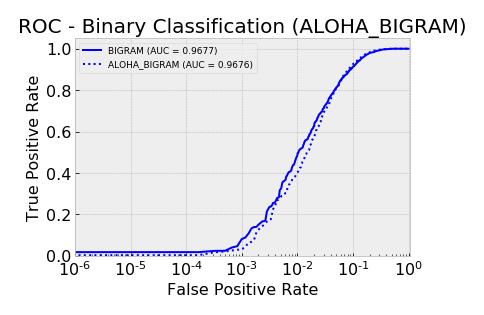 ROC - Binary Classification (ALOHA_BIGRAM)
BIGRAM (AUC = 0.9677)
ALOHA_BIGRAM (AUC = 0.9676)
True Positive Rate
1.0
0.8
0.6
0.4
0.2
0.0
10⁻⁶ 10⁻⁵ 10⁻⁴ 10⁻³ 10⁻² 10⁻¹ 10⁰
False Positive Rate